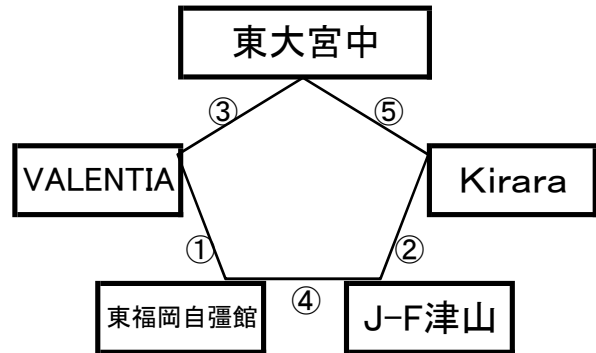 東大宮中
③
⑤
VALENTIA
Kirara
①
②
東福岡自彊館
④
J-F津山